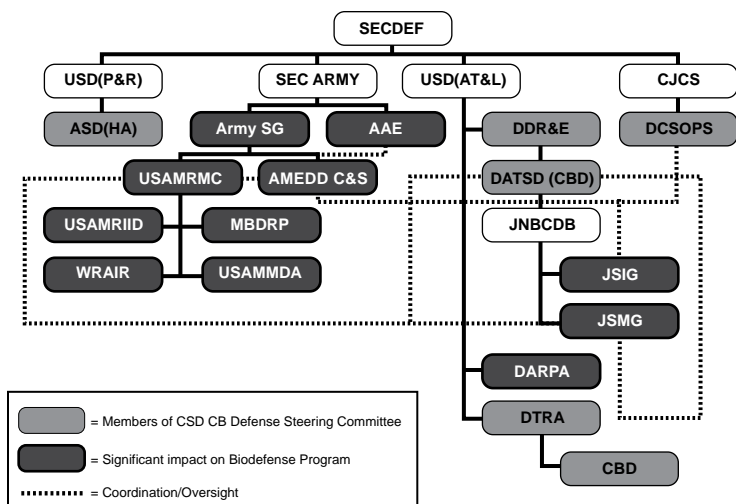 SECDEF
USD(P&R)
SEC ARMY
USD(AT&L)
CJCS
ASD(HA)
Army SG
AAE
DDR&E
DCSOPS
USAMRMC
AMEDD C&S
DATSD (CBD)
USAMRIID
MBDRP
JNBCDB
WRAIR
USAMMDA
JSIG
JSMG
DARPA
DTRA
CBD
= Members of CSD CB Defense Steering Committee
= Significant impact on Biodefense Program
= Coordination/Oversight